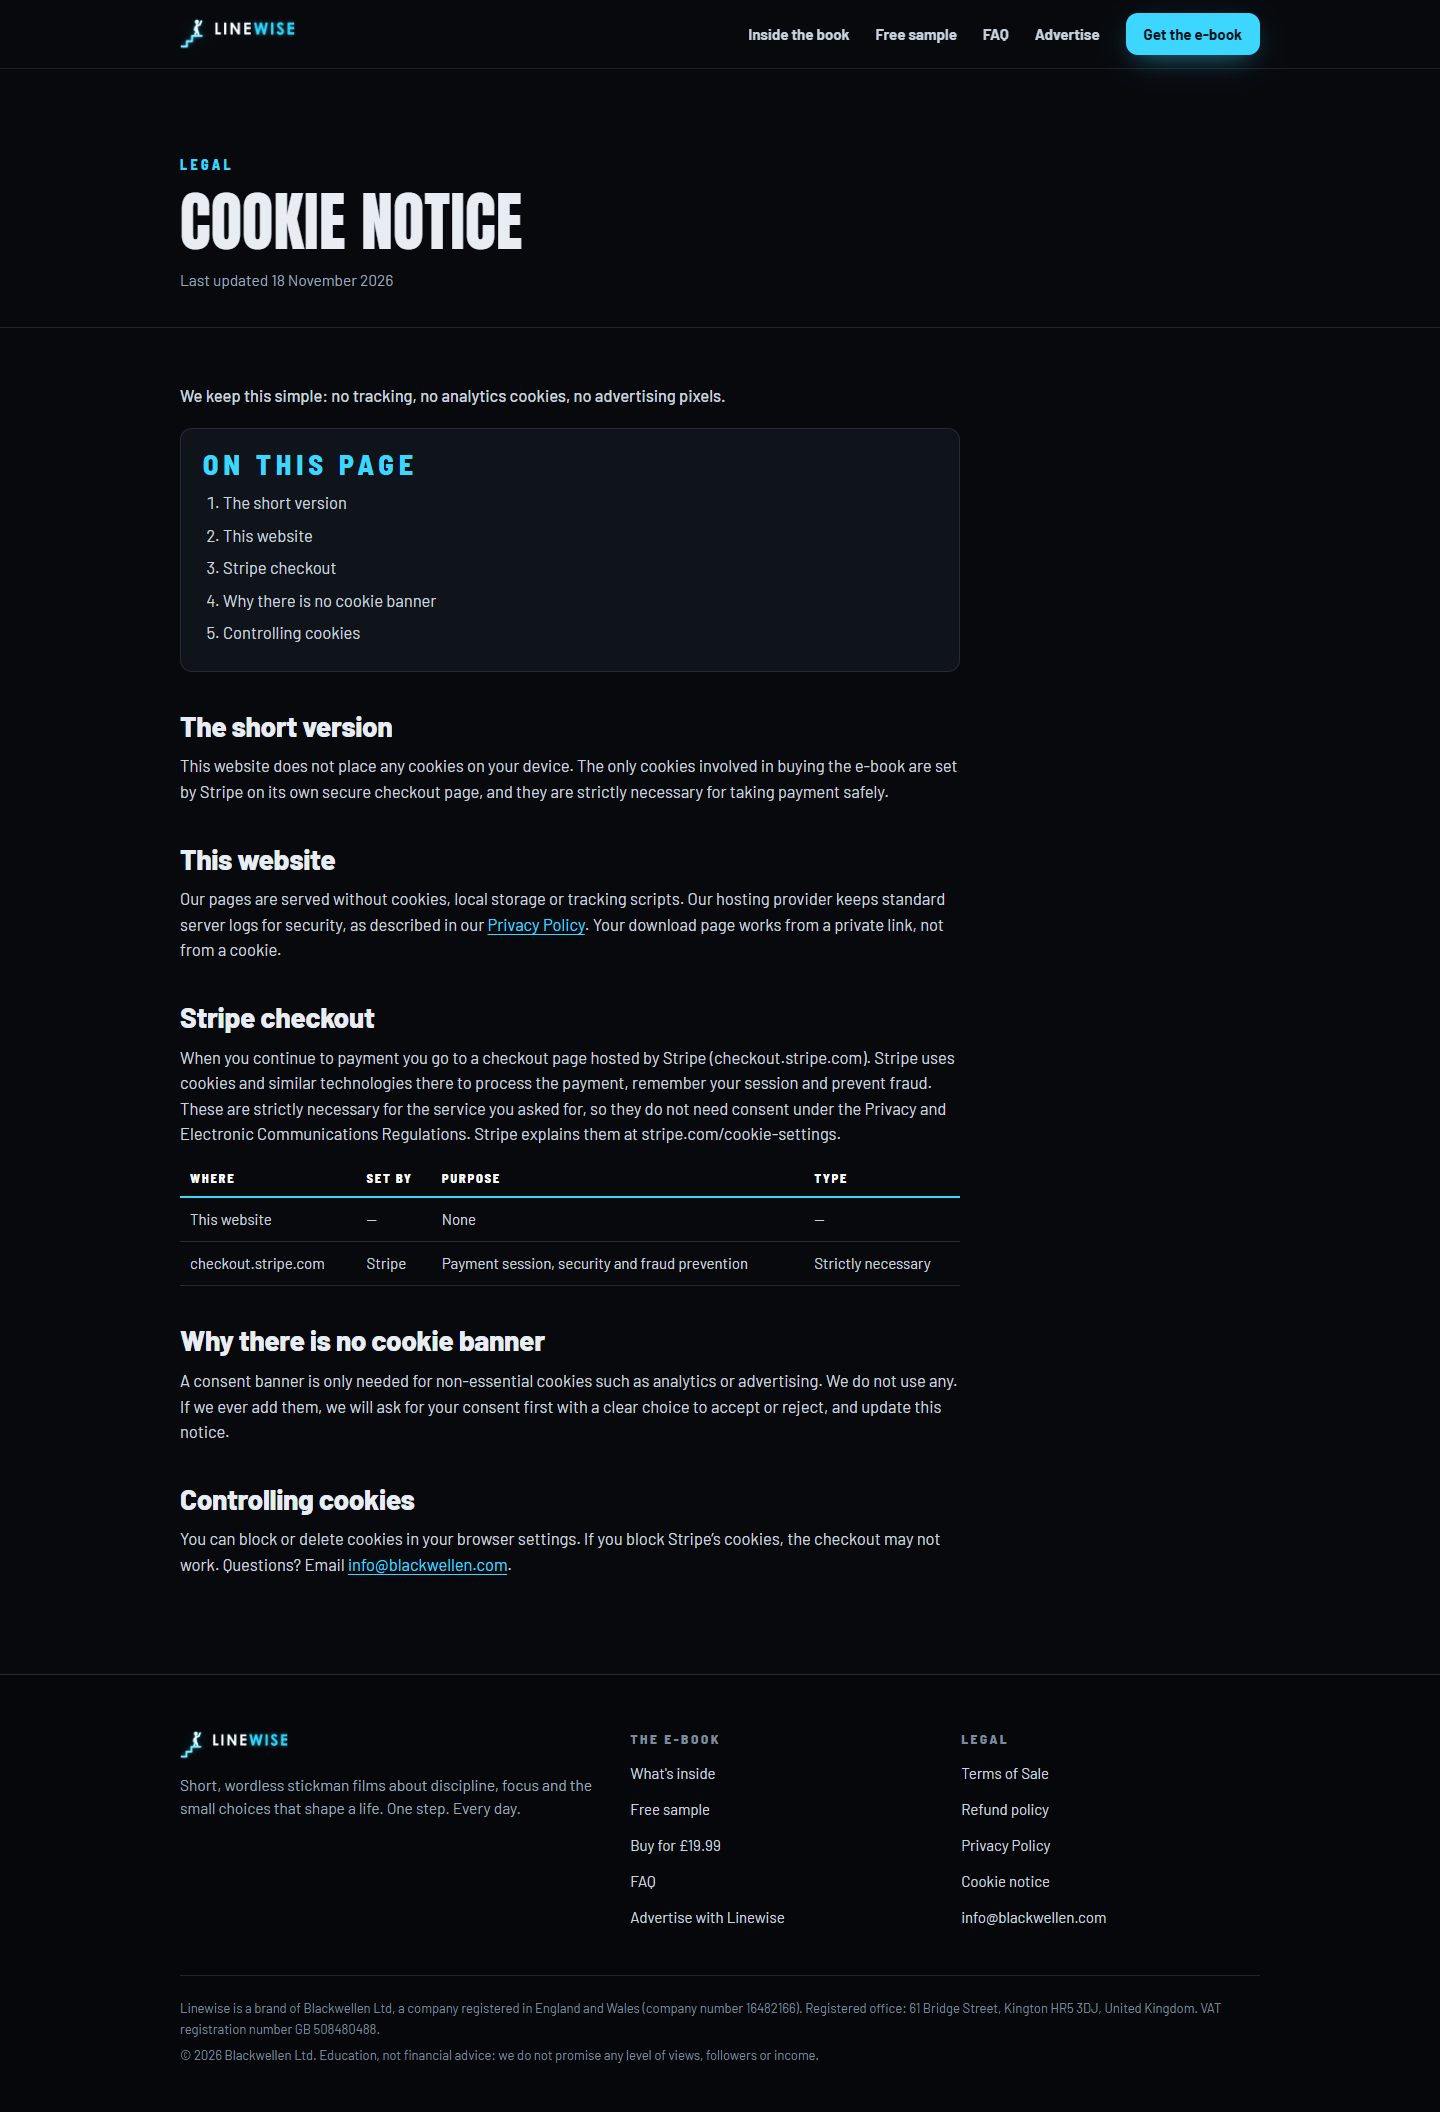 LINEWISE
Inside the book
Free sample
FAQ
Advertise
Get the e-book
LEGAL
COOKIE NOTICE
Last updated 18 November 2026
We keep this simple: no tracking, no analytics cookies, no advertising pixels.
ON THIS PAGE
1. The short version
2. This website
3. Stripe checkout
4. Why there is no cookie banner
5. Controlling cookies
The short version
This website does not place any cookies on your device. The only cookies involved in buying the e-book are set
by Stripe on its own secure checkout page, and they are strictly necessary for taking payment safely.
This website
Our pages are served without cookies, local storage or tracking scripts. Our hosting provider keeps standard
server logs for security, as described in our Privacy Policy. Your download page works from a private link, not
from a cookie.
Stripe checkout
When you continue to payment you go to a checkout page hosted by Stripe (checkout.stripe.com). Stripe uses
cookies and similar technologies there to process the payment, remember your session and prevent fraud.
These are strictly necessary for the service you asked for, so they do not need consent under the Privacy and
Electronic Communications Regulations. Stripe explains them at stripe.com/cookie-settings.
WHERE SET BY PURPOSE TYPE
This website — None —
checkout.stripe.com Stripe Payment session, security and fraud prevention Strictly necessary
Why there is no cookie banner
A consent banner is only needed for non-essential cookies such as analytics or advertising. We do not use any.
If we ever add them, we will ask for your consent first with a clear choice to accept or reject, and update this
notice.
Controlling cookies
You can block or delete cookies in your browser settings. If you block Stripe's cookies, the checkout may not
work. Questions? Email info@blackwellen.com.
LINEWISE
Short, wordless stickman films about discipline, focus and the
small choices that shape a life. One step. Every day.
THE E-BOOK
What's inside
Free sample
Buy for £19.99
FAQ
Advertise with Linewise
LEGAL
Terms of Sale
Refund policy
Privacy Policy
Cookie notice
info@blackwellen.com
Linewise is a brand of Blackwellen Ltd, a company registered in England and Wales (company number 16482166). Registered office: 61 Bridge Street, Kington HR5 3DJ, United Kingdom. VAT
registration number GB 508480488.
© 2026 Blackwellen Ltd. Education, not financial advice: we do not promise any level of views, followers or income.